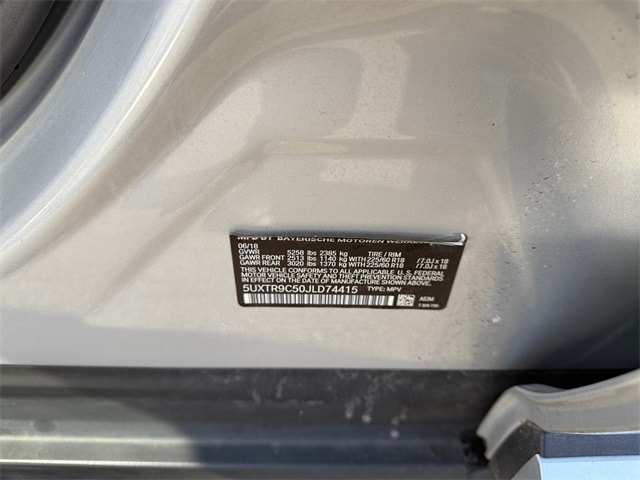 MFD BY BAYERISCHE MOTOREN WERKE
06/18
GVWR 5258 lbs 2385 kg TIRE / RIM
GAWR FRONT 2513 lbs 1140 kg WITH 225/60 R18 /7.0J x 18
GAWR REAR 3020 lbs 1370 kg WITH 225/60 R18 /7.0J x 18
THIS VEHICLE CONFORMS TO ALL APPLICABLE U. S. FEDERAL
MOTOR VEHICLE SAFETY AND THEFT PREVENTION STANDARDS
IN EFFECT ON DATE OF MANUFACTURE SHOWN ABOVE.
5UXTR9C50JLD74415 TYPE: MPV